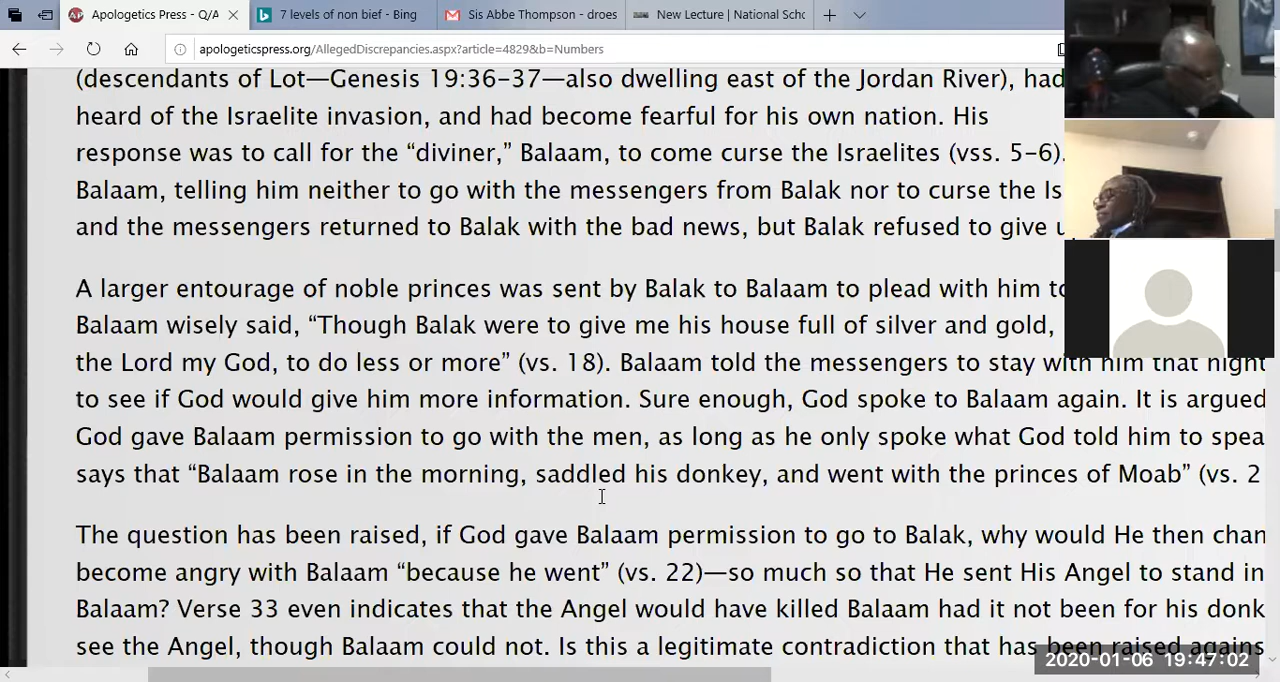 Apologetics Press - Q/A
7 levels of non bief - Bing
Sis Abbe Thompson - droes
New Lecture | National Scho
apologeticspress.org/AllegedDiscrepancies.aspx?article=4829&b=Numbers
(descendants of Lot—Genesis 19:36-37—also dwelling east of the Jordan River), had
heard of the Israelite invasion, and had become fearful for his own nation. His
response was to call for the “diviner,” Balaam, to come curse the Israelites (vss. 5-6).
Balaam, telling him neither to go with the messengers from Balak nor to curse the Is
and the messengers returned to Balak with the bad news, but Balak refused to give
A larger entourage of noble princes was sent by Balak to Balaam to plead with him to
Balaam wisely said, “Though Balak were to give me his house full of silver and gold,
the Lord my God, to do less or more” (vs. 18). Balaam told the messengers to stay with him that night
to see if God would give him more information. Sure enough, God spoke to Balaam again. It is argued
God gave Balaam permission to go with the men, as long as he only spoke what God told him to spea
says that “Balaam rose in the morning, saddled his donkey, and went with the princes of Moab” (vs. 2
The question has been raised, if God gave Balaam permission to go to Balak, why would He then chan
become angry with Balaam “because he went” (vs. 22)—so much so that He sent His Angel to stand in
Balaam? Verse 33 even indicates that the Angel would have killed Balaam had it not been for his donk
see the Angel, though Balaam could not. Is this a legitimate contradiction that has been raised agains
2020-01-06 19:47:02